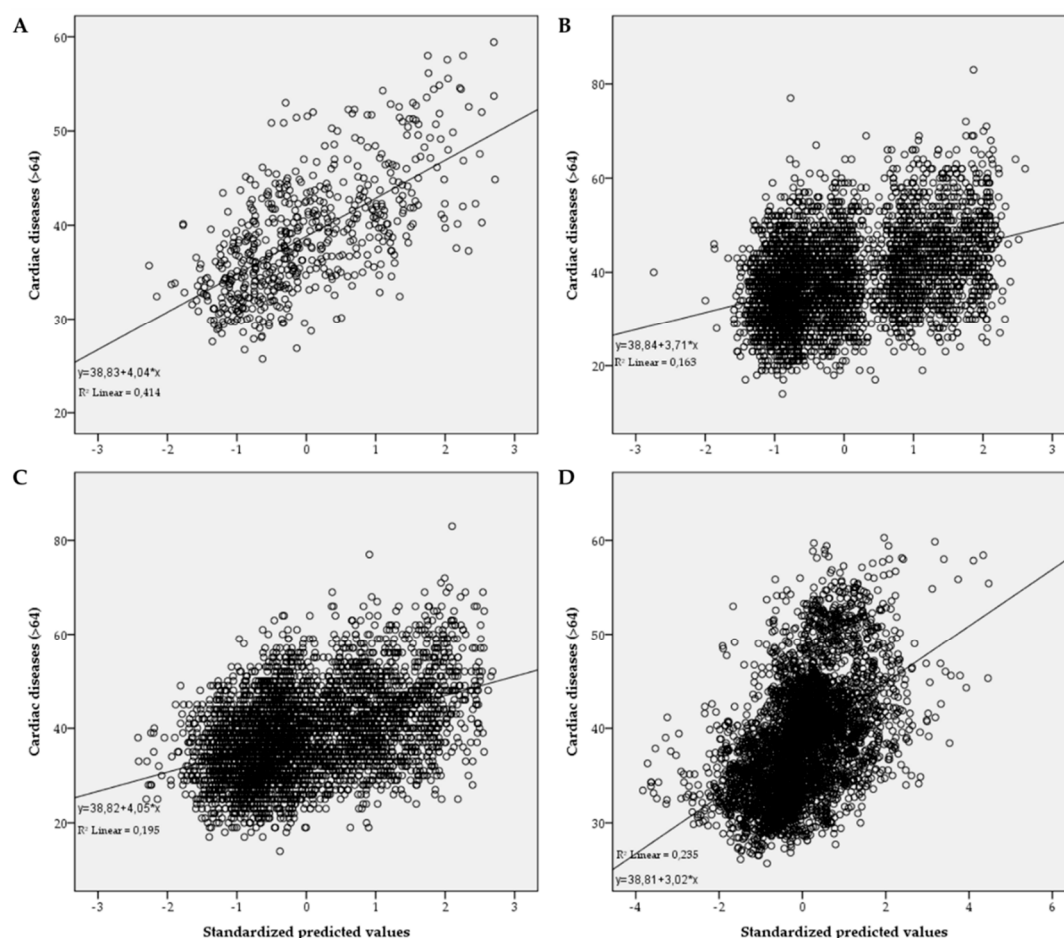 A
Cardiac diseases (>64)
60
50
40
30
20
y=38,83+4,04*x
R² Linear = 0,414
-3 -2 -1 0 1 2 3
B
Cardiac diseases (>64)
80
60
40
20
y=38,84+3,71*x
R² Linear = 0,163
-3 -2 -1 0 1 2 3
C
Cardiac diseases (>64)
80
60
40
20
y=38,82+4,05*x
R² Linear = 0,195
-3 -2 -1 0 1 2 3
Standardized predicted values
D
Cardiac diseases (>64)
60
50
40
30
R² Linear = 0,235
y=38,81+3,02*x
-4 -2 0 2 4 6
Standardized predicted values